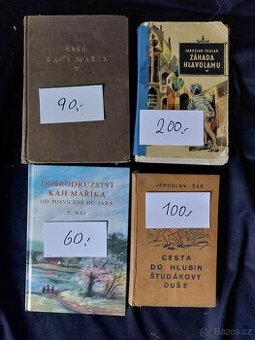 KÁJA MAŘÍK
V
90,-
JAROSLAV FOGLAR
ZÁHADA
HLAVOLAMU
200,-
DOBRODRUŽSTVÍ
KÁJI MAŘÍKA
OD POSVÍCENÍ DO JARA
F. HÁJ
60,-
JAROSLAV ŽÁK
100,-
CESTA
DO HLUBIN
ŠTUDÁKOVY
DUŠE
Bazoš.cz